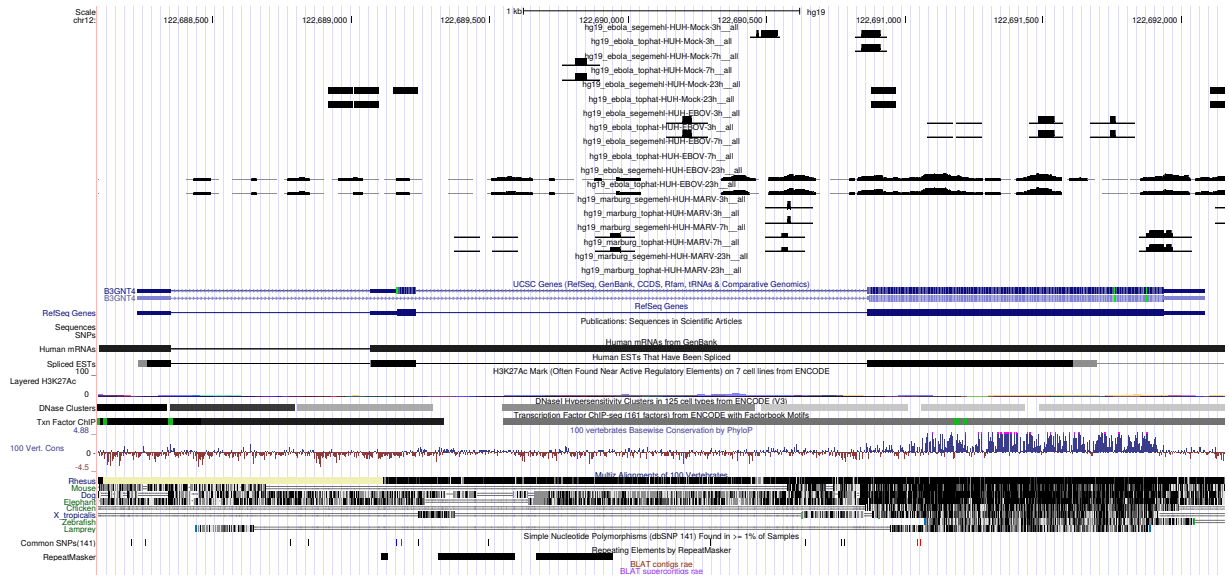 Scale 1 kb hg19
chr12: 122,688,500 122,689,000 122,689,500 122,690,000 122,690,500 122,691,000 122,691,500 122,692,000
hg19_ebola_segemehl-HUH-Mock-3h__all
hg19_ebola_tophat-HUH-Mock-3h__all
hg19_ebola_segemehl-HUH-Mock-7h__all
hg19_ebola_tophat-HUH-Mock-7h__all
hg19_ebola_segemehl-HUH-Mock-23h__all
hg19_ebola_tophat-HUH-Mock-23h__all
hg19_ebola_segemehl-HUH-EBOV-3h__all
hg19_ebola_tophat-HUH-EBOV-3h__all
hg19_ebola_segemehl-HUH-EBOV-7h__all
hg19_ebola_tophat-HUH-EBOV-7h__all
hg19_ebola_segemehl-HUH-EBOV-23h__all
hg19_ebola_tophat-HUH-EBOV-23h__all
hg19_marburg_segemehl-HUH-MARV-3h__all
hg19_marburg_tophat-HUH-MARV-3h__all
hg19_marburg_segemehl-HUH-MARV-7h__all
hg19_marburg_tophat-HUH-MARV-7h__all
hg19_marburg_segemehl-HUH-MARV-23h__all
hg19_marburg_tophat-HUH-MARV-23h__all
UCSC Genes (RefSeq, GenBank, CCDS, Rfam, tRNAs & Comparative Genomics)
B3GNT4
B3GNT4
RefSeq Genes
RefSeq Genes
Publications: Sequences in Scientific Articles
Sequences
SNPs
Human mRNAs from GenBank
Human mRNAs
Human ESTs That Have Been Spliced
Spliced ESTs
H3K27Ac Mark (Often Found Near Active Regulatory Elements) on 7 cell lines from ENCODE
100
Layered H3K27Ac
0
DNaseI Hypersensitivity Clusters in 125 cell types from ENCODE (V3)
DNase Clusters
Transcription Factor ChIP-seq (161 factors) from ENCODE with Factorbook Motifs
Txn Factor ChIP
100 vertebrates Basewise Conservation by PhyloP
4.88
100 Vert. Cons
0
-4.5
Multiz Alignments of 100 Vertebrates
Rhesus
Mouse
Dog
Elephant
Chicken
X_tropicalis
Zebrafish
Lamprey
Simple Nucleotide Polymorphisms (dbSNP 141) Found in >= 1% of Samples
Common SNPs(141)
Repeating Elements by RepeatMasker
RepeatMasker
BLAT contigs rae
BLAT supercontigs rae